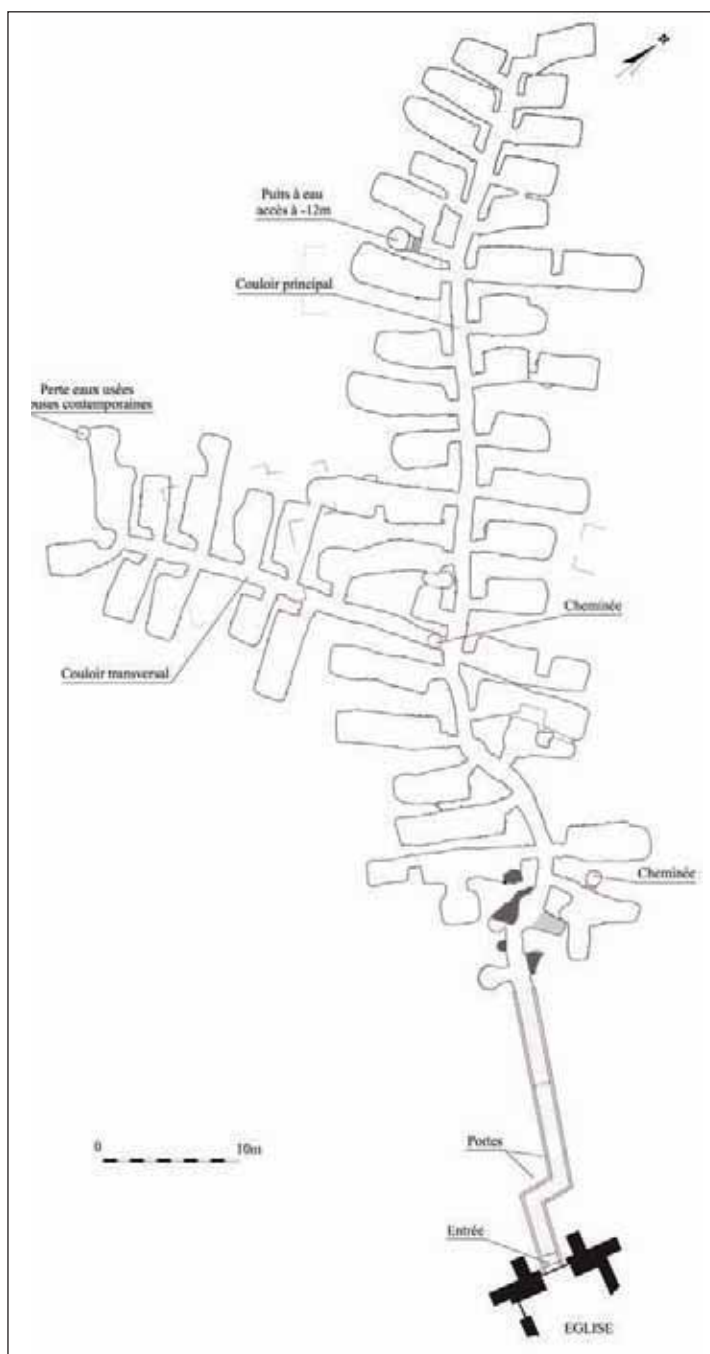 Puits à eau
accès à -12m
Couloir principal
Perte eaux usées
ouses contemporaines
Cheminée
Couloir transversal
Cheminée
0 10m
Portes
Entrée
EGLISE